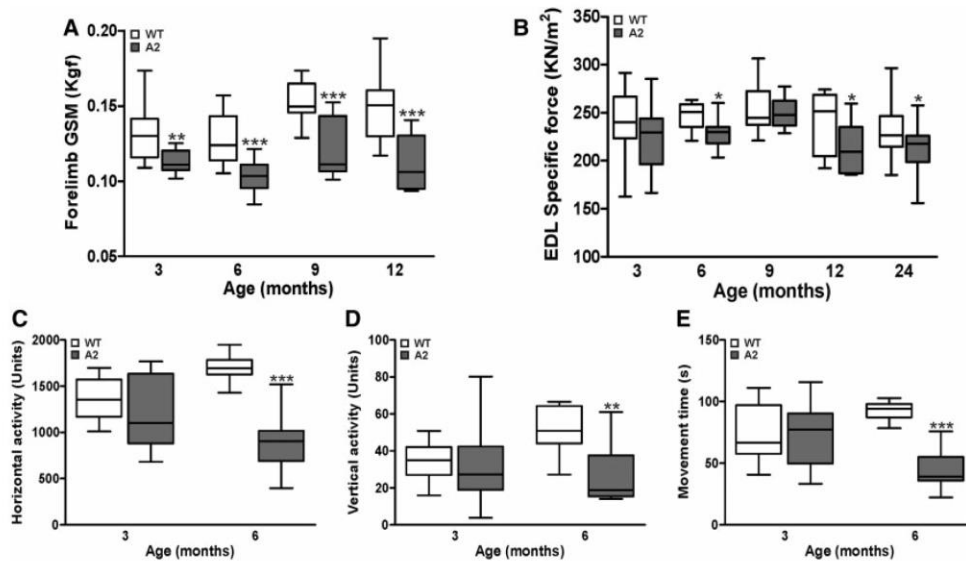 A
WT
A2
Forelimb GSM (Kgf)
0.20
0.15
0.10
0.05
**
***
***
***
3 6 9 12
Age (months)
B
WT
A2
EDL Specific force (KN/m²)
350
300
250
200
150
100
*
*
*
3 6 9 12 24
Age (months)
C
WT
A2
Horizontal activity (Units)
2000
1500
1000
500
0
***
3 6
Age (months)
D
WT
A2
Vertical activity (Units)
100
80
60
40
20
0
**
3 6
Age (months)
E
WT
A2
Movement time (s)
150
100
50
0
***
3 6
Age (months)